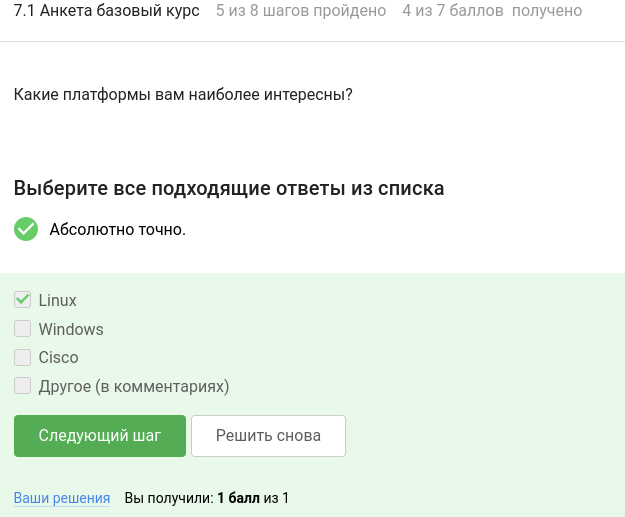 7.1 Анкета базовый курс 5 из 8 шагов пройдено 4 из 7 баллов получено
Какие платформы вам наиболее интересны?
Выберите все подходящие ответы из списка
Абсолютно точно.
Linux
Windows
Cisco
Другое (в комментариях)
Следующий шаг Решить снова
Ваши решения Вы получили: 1 балл из 1